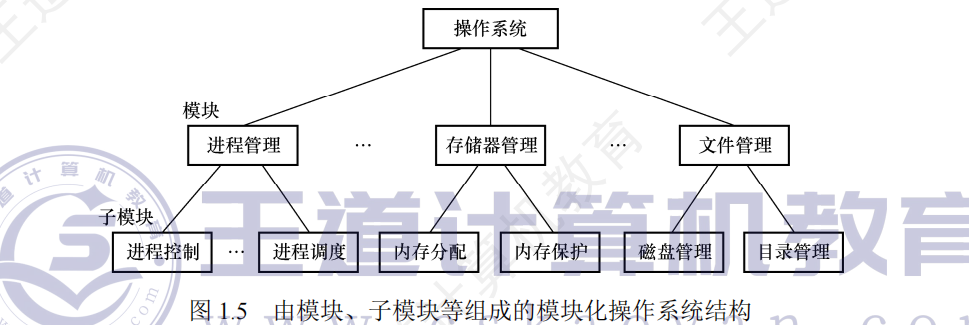 操作系统
模块
进程管理 … 存储器管理 … 文件管理
子模块
进程控制 … 进程调度 内存分配 内存保护 磁盘管理 目录管理
图 1.5 由模块、子模块等组成的模块化操作系统结构
王道计算机教育